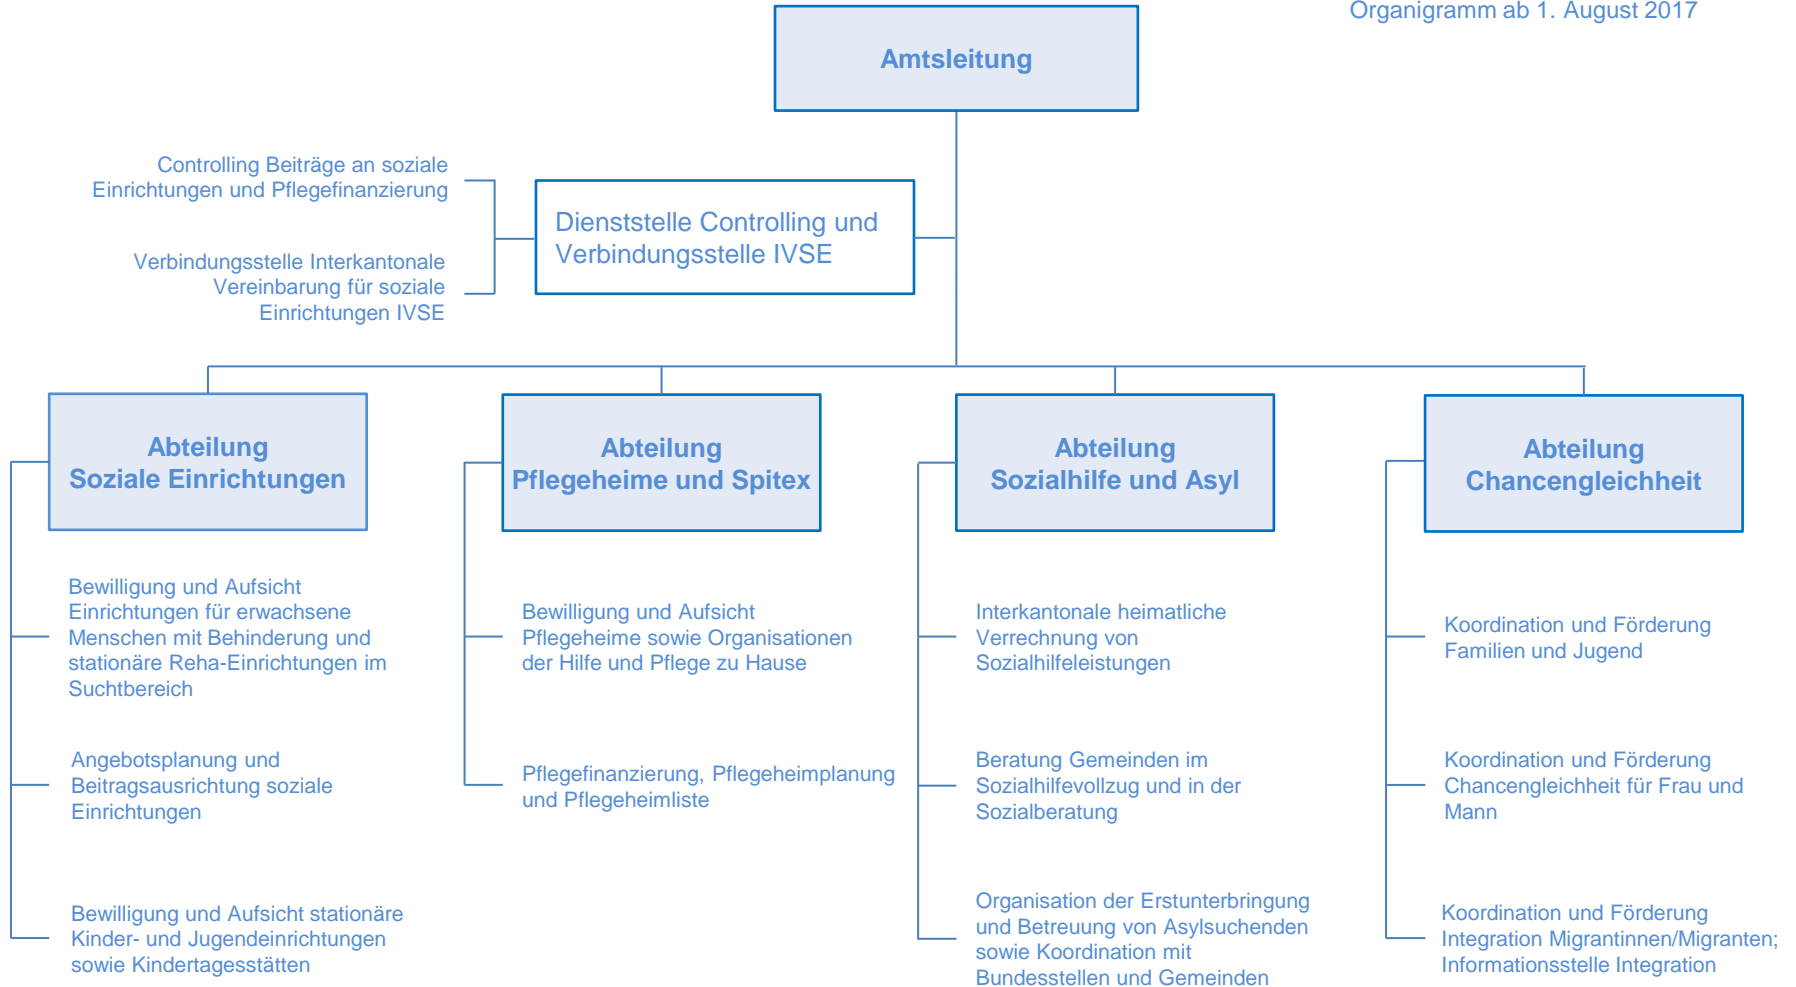 Organigramm ab 1. August 2017
Amtsleitung
Controlling Beiträge an soziale
Einrichtungen und Pflegefinanzierung
Dienststelle Controlling und
Verbindungsstelle IVSE
Verbindungsstelle Interkantonale
Vereinbarung für soziale
Einrichtungen IVSE
Abteilung
Soziale Einrichtungen
Bewilligung und Aufsicht
Einrichtungen für erwachsene
Menschen mit Behinderung und
stationäre Reha-Einrichtungen im
Suchtbereich
Angebotsplanung und
Beitragsausrichtung soziale
Einrichtungen
Bewilligung und Aufsicht stationäre
Kinder- und Jugendeinrichtungen
sowie Kindertagesstätten
Abteilung
Pflegeheime und Spitex
Bewilligung und Aufsicht
Pflegeheime sowie Organisationen
der Hilfe und Pflege zu Hause
Pflegefinanzierung, Pflegeheimplanung
und Pflegeheimliste
Abteilung
Sozialhilfe und Asyl
Interkantonale heimatliche
Verrechnung von
Sozialhilfeleistungen
Beratung Gemeinden im
Sozialhilfevollzug und in der
Sozialberatung
Organisation der Erstunterbringung
und Betreuung von Asylsuchenden
sowie Koordination mit
Bundesstellen und Gemeinden
Abteilung
Chancengleichheit
Koordination und Förderung
Familien und Jugend
Koordination und Förderung
Chancengleichheit für Frau und
Mann
Koordination und Förderung
Integration Migrantinnen/Migranten;
Informationsstelle Integration